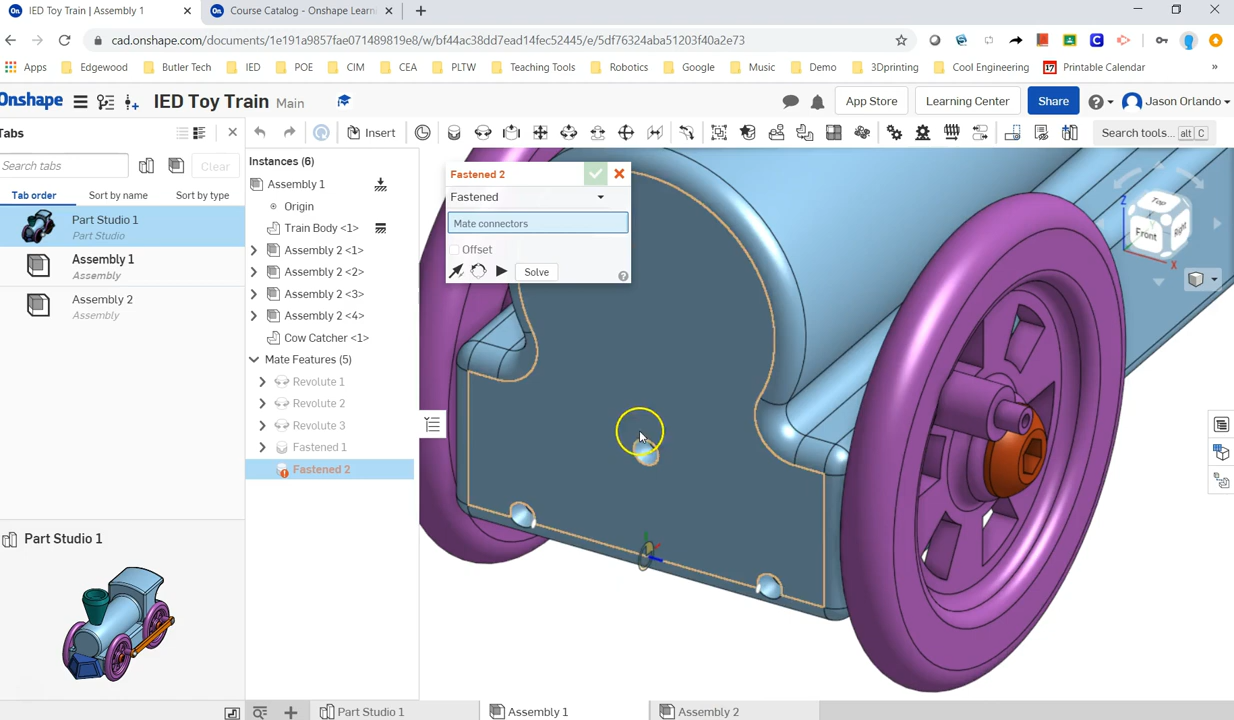 IED Toy Train | Assembly 1
Course Catalog - Onshape Learn
cad.onshape.com/documents/1e191a9857fae071489819d8e/w/bf44ac38dd7ead14fec52445/e/5df76324aba51203f40a2e73
Apps Edgewood Butler Tech IED POE CIM CEA PLTW Teaching Tools Robotics Google Music Demo 3Dprinting Cool Engineering 17 Printable Calendar »
Onshape IED Toy Train Main App Store Learning Center Share Jason Orlando
Tabs Insert Search tools... alt C
Search tabs Clear
Tab order Sort by name Sort by type
Part Studio 1
Part Studio
Assembly 1
Assembly
Assembly 2
Assembly
Part Studio 1
Instances (6)
Assembly 1
Origin
Train Body <1>
Assembly 2 <1>
Assembly 2 <2>
Assembly 2 <3>
Assembly 2 <4>
Cow Catcher <1>
Mate Features (5)
Revolute 1
Revolute 2
Revolute 3
Fastened 1
Fastened 2
Fastened 2
Fastened
Mate connectors
Offset
Solve
Z
Top
Front
Right
X
Part Studio 1 Assembly 1 Assembly 2